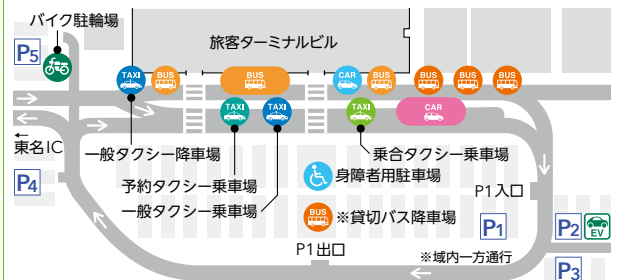 バイク駐輪場
P5
旅客ターミナルビル
TAXI
BUS
BUS
CAR
BUS
BUS
BUS
BUS
TAXI
TAXI
TAXI
CAR
←
東名IC
一般タクシー降車場
乗合タクシー乗車場
予約タクシー乗車場
身障者用駐車場
P4
一般タクシー乗車場
P1入口
BUS
※貸切バス降車場
P1
P2
EV
P1出口
※域内一方通行
P3